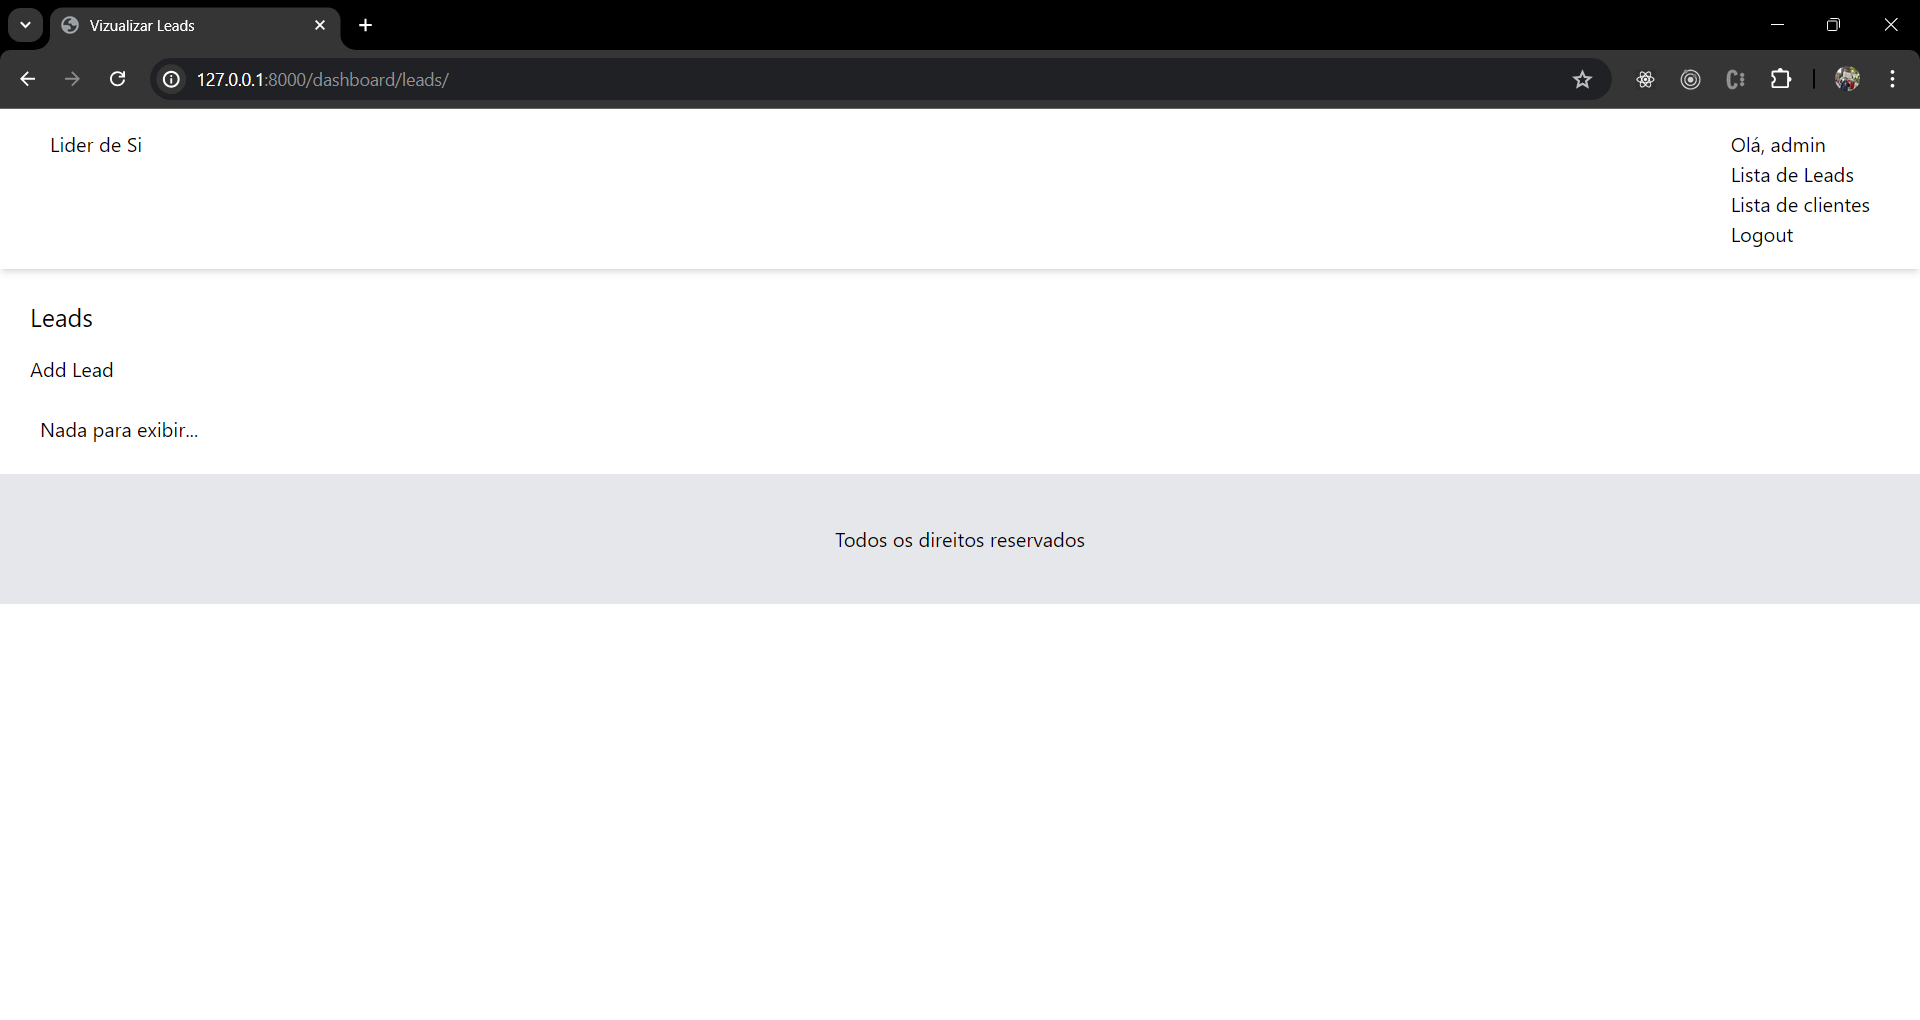 Vizualizar Leads
127.0.0.1:8000/dashboard/leads/
Lider de Si
Olá, admin
Lista de Leads
Lista de clientes
Logout
Leads
Add Lead
Nada para exibir...
Todos os direitos reservados